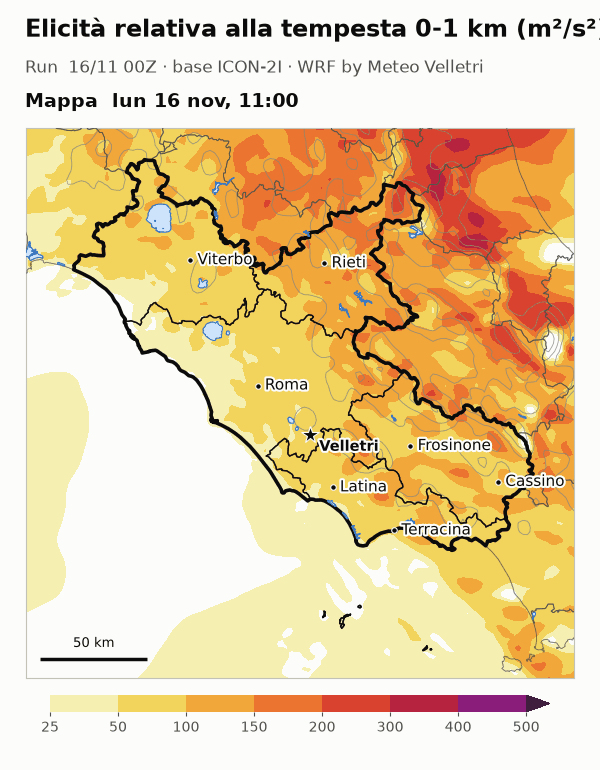 Elicità relativa alla tempesta 0-1 km (m²/s²)
Run 16/11 00Z · base ICON-2I · WRF by Meteo Velletri
Mappa lun 16 nov, 11:00
Viterbo
Rieti
Roma
Velletri
Frosinone
Cassino
Latina
Terracina
50 km
25 50 100 150 200 300 400 500